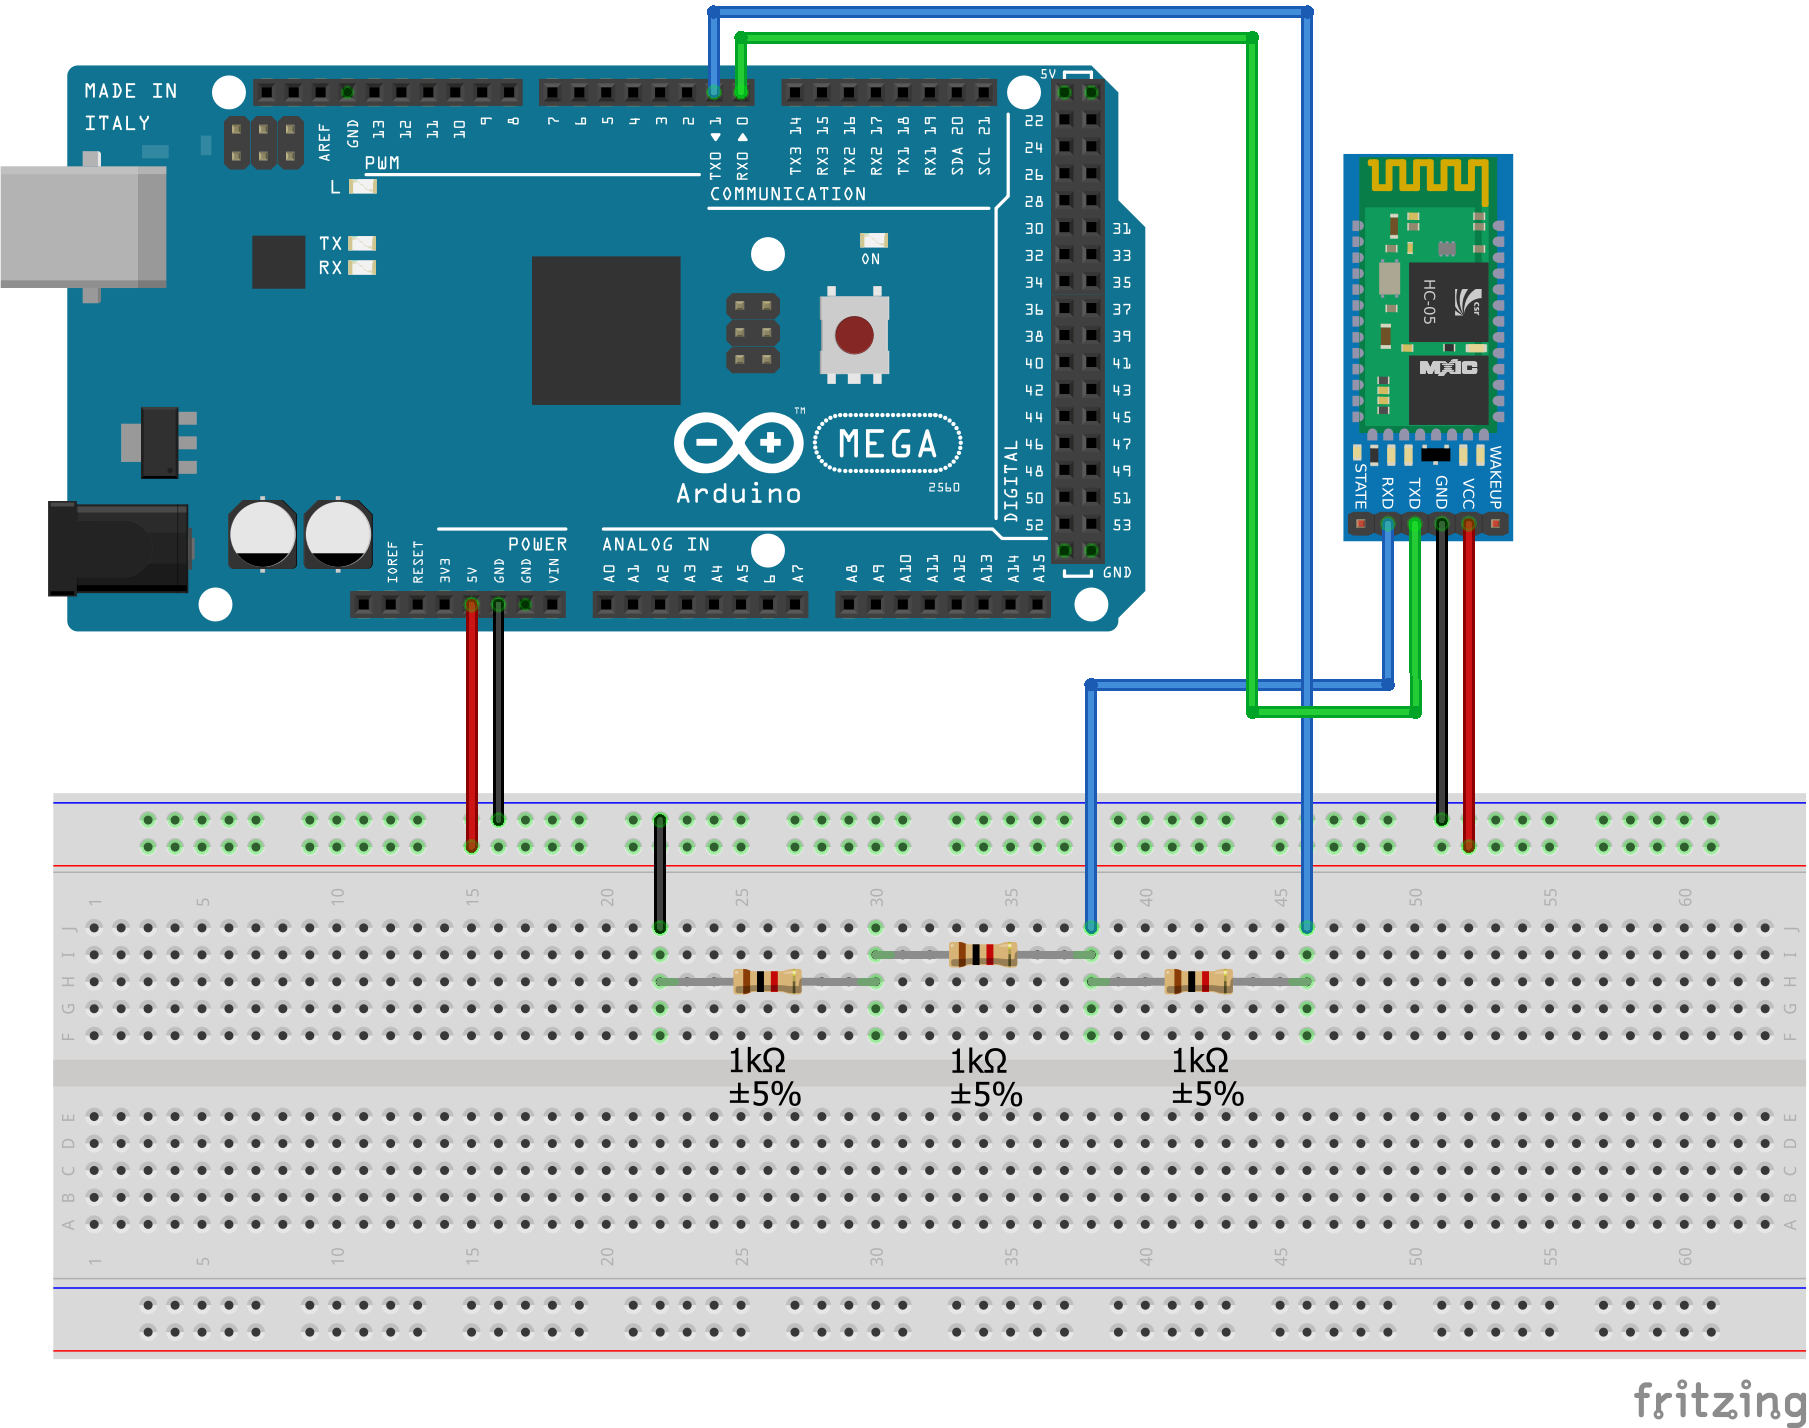 MADE IN
ITALY
AREF
GND
13
12
11
10
9
8
7
6
5
4
3
2
TX0 ◀ 1
RX0 ▶ 0
TX3 14
RX3 15
TX2 16
RX2 17
TX1 18
RX1 19
SDA 20
SCL 21
5V
PWM
COMMUNICATION
L
TX
RX
ON
22
24
26
28
30 31
32 33
34 35
36 37
38 39
40 41
42 43
44 45
46 47
48 49
50 51
52 53
GND
DIGITAL
™
MEGA
Arduino
2560
POWER
ANALOG IN
IOREF
RESET
3V3
5V
GND
GND
VIN
A0
A1
A2
A3
A4
A5
6
A7
A8
A9
A10
A11
A12
A13
A14
A15
HC-05
csr
MXIC
STATE
RXD
TXD
GND
VCC
WAKEUP
1 5 10 15 20 25 30 35 40 45 50 55 60
J J
I I
H H
G G
F F
1kΩ 1kΩ 1kΩ
±5% ±5% ±5%
E E
D D
C C
B B
A A
1 5 10 15 20 25 30 35 40 45 50 55 60
fritzing